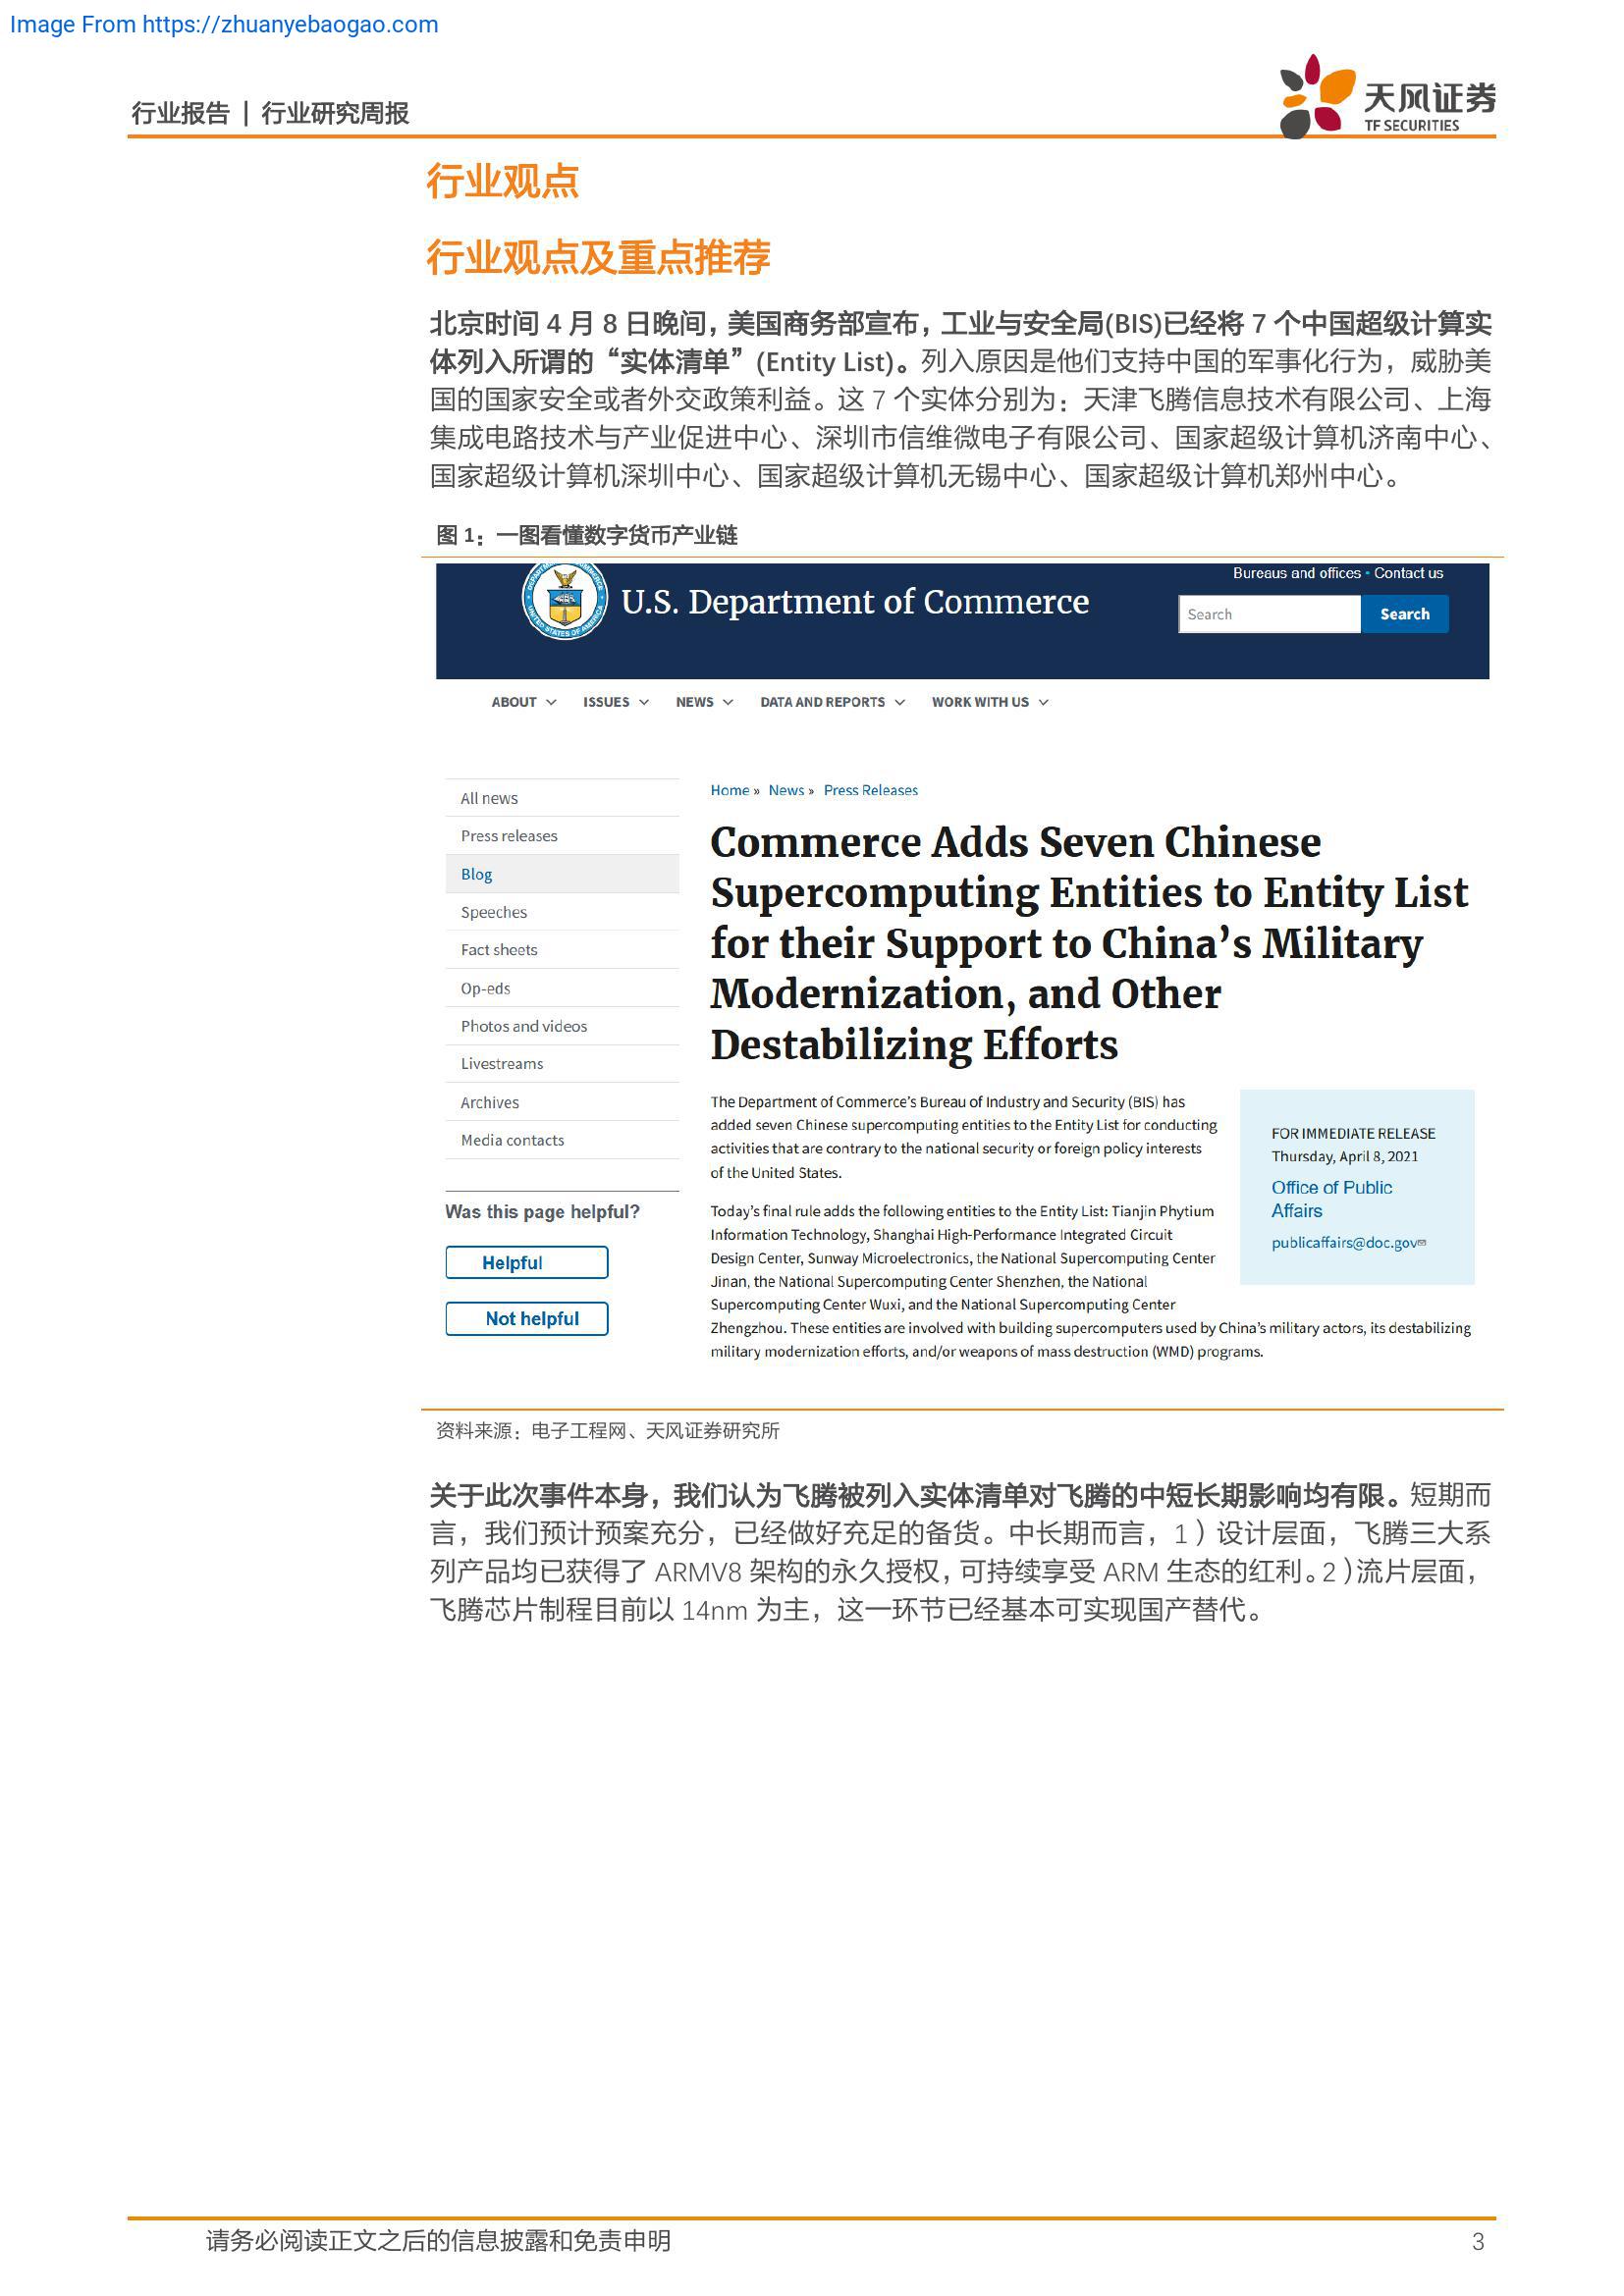 Image From https://zhuanyebaogao.com
行业报告 | 行业研究周报
天风证券
TF SECURITIES
行业观点
行业观点及重点推荐
北京时间 4 月 8 日晚间，美国商务部宣布，工业与安全局(BIS)已经将 7 个中国超级计算实
体列入所谓的“实体清单”(Entity List)。列入原因是他们支持中国的军事化行为，威胁美
国的国家安全或者外交政策利益。这 7 个实体分别为：天津飞腾信息技术有限公司、上海
集成电路技术与产业促进中心、深圳市信维微电子有限公司、国家超级计算机济南中心、
国家超级计算机深圳中心、国家超级计算机无锡中心、国家超级计算机郑州中心。
图 1：一图看懂数字货币产业链
Bureaus and offices • Contact us
U.S. Department of Commerce
Search
Search
ABOUT ISSUES NEWS DATA AND REPORTS WORK WITH US
All news
Press releases
Blog
Speeches
Fact sheets
Op-eds
Photos and videos
Livestreams
Archives
Media contacts
Was this page helpful?
Helpful
Not helpful
Home » News » Press Releases
Commerce Adds Seven Chinese
Supercomputing Entities to Entity List
for their Support to China’s Military
Modernization, and Other
Destabilizing Efforts
The Department of Commerce’s Bureau of Industry and Security (BIS) has
added seven Chinese supercomputing entities to the Entity List for conducting
activities that are contrary to the national security or foreign policy interests
of the United States.
Today’s final rule adds the following entities to the Entity List: Tianjin Phytium
Information Technology, Shanghai High-Performance Integrated Circuit
Design Center, Sunway Microelectronics, the National Supercomputing Center
Jinan, the National Supercomputing Center Shenzhen, the National
Supercomputing Center Wuxi, and the National Supercomputing Center
Zhengzhou. These entities are involved with building supercomputers used by China’s military actors, its destabilizing
military modernization efforts, and/or weapons of mass destruction (WMD) programs.
FOR IMMEDIATE RELEASE
Thursday, April 8, 2021
Office of Public
Affairs
publicaffairs@doc.gov
资料来源：电子工程网、天风证券研究所
关于此次事件本身，我们认为飞腾被列入实体清单对飞腾的中短长期影响均有限。短期而
言，我们预计预案充分，已经做好充足的备货。中长期而言，1）设计层面，飞腾三大系
列产品均已获得了 ARMV8 架构的永久授权，可持续享受 ARM 生态的红利。2）流片层面，
飞腾芯片制程目前以 14nm 为主，这一环节已经基本可实现国产替代。
请务必阅读正文之后的信息披露和免责申明
3